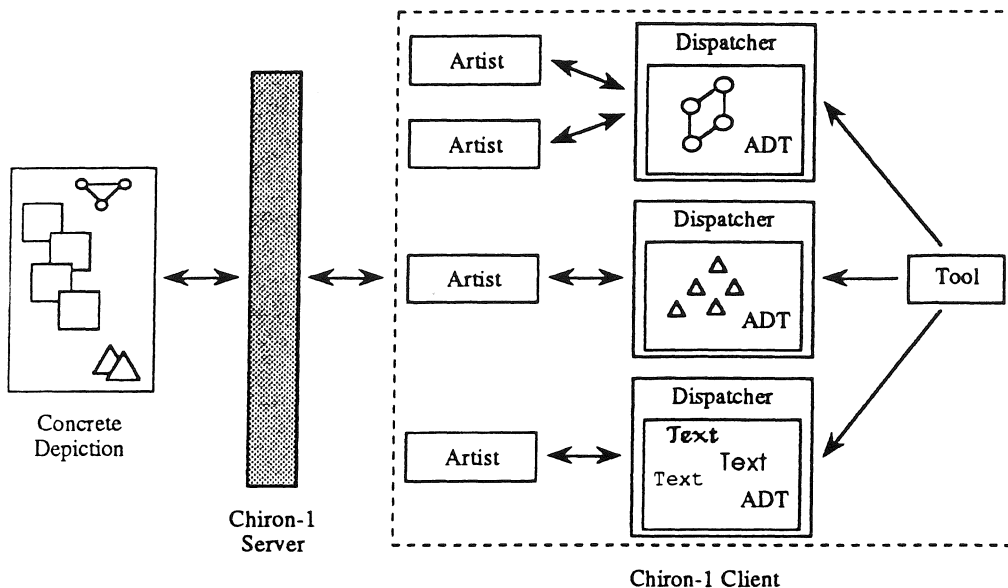 Dispatcher
Artist
Artist
ADT
Dispatcher
Artist
ADT
Tool
Concrete
Depiction
Dispatcher
Text
Text
Text
Artist
ADT
Chiron-1
Server
Chiron-1 Client